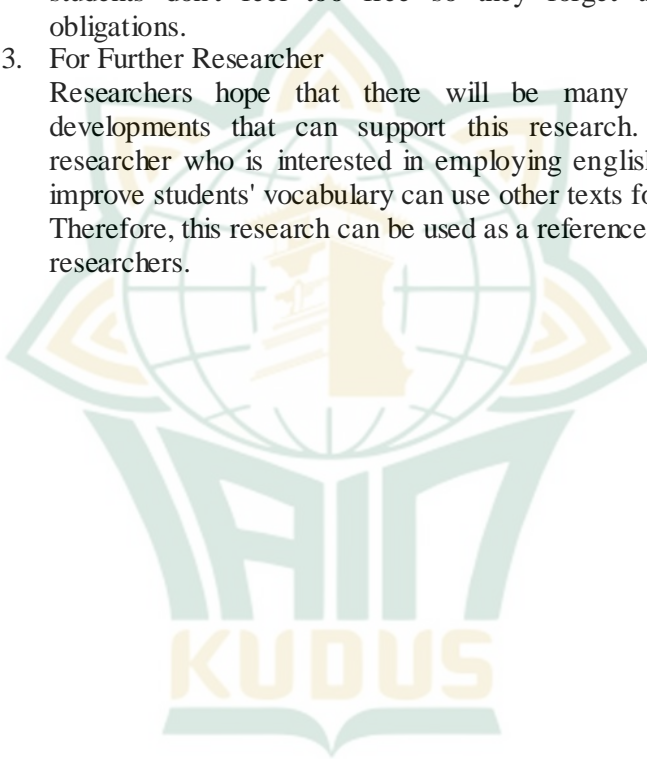 obligations.
3. For Further Researcher
Researchers hope that there will be many
developments that can support this research.
researcher who is interested in employing english
improve students' vocabulary can use other texts
Therefore, this research can be used as a reference
researchers.
IAIN
KUDUS